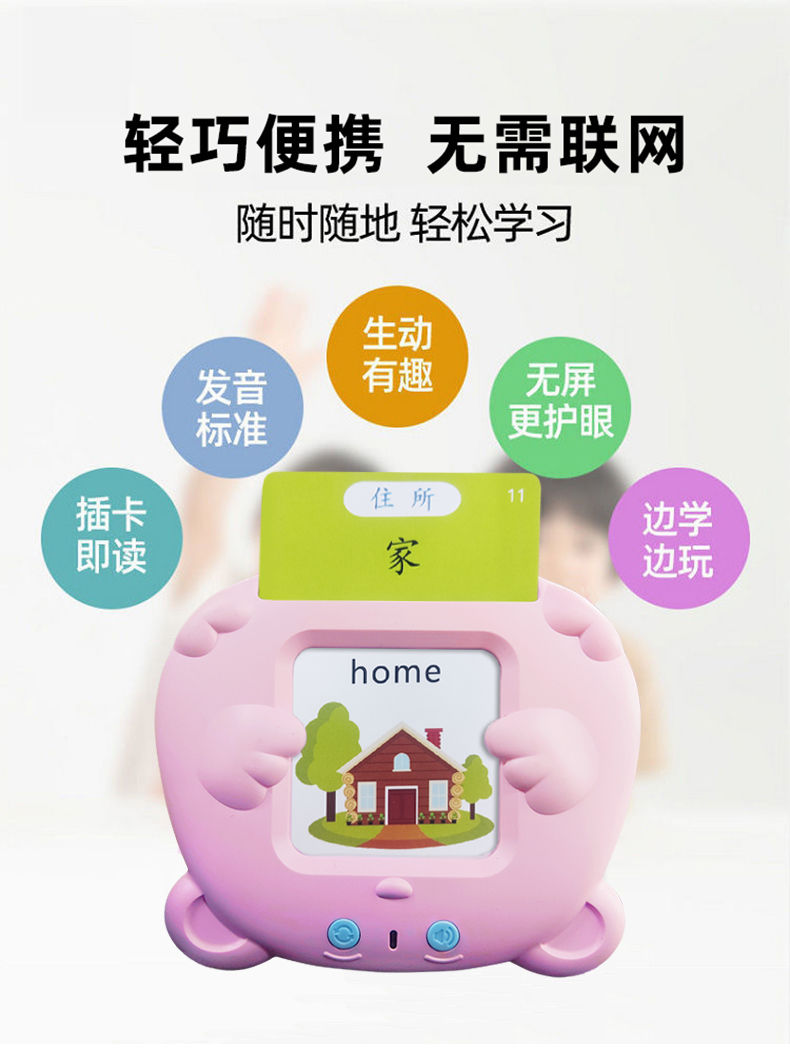 轻巧便携 无需联网
随时随地 轻松学习
生动
有趣
发音
标准
无屏
更护眼
插卡
即读
边学
边玩
住所
11
家
home